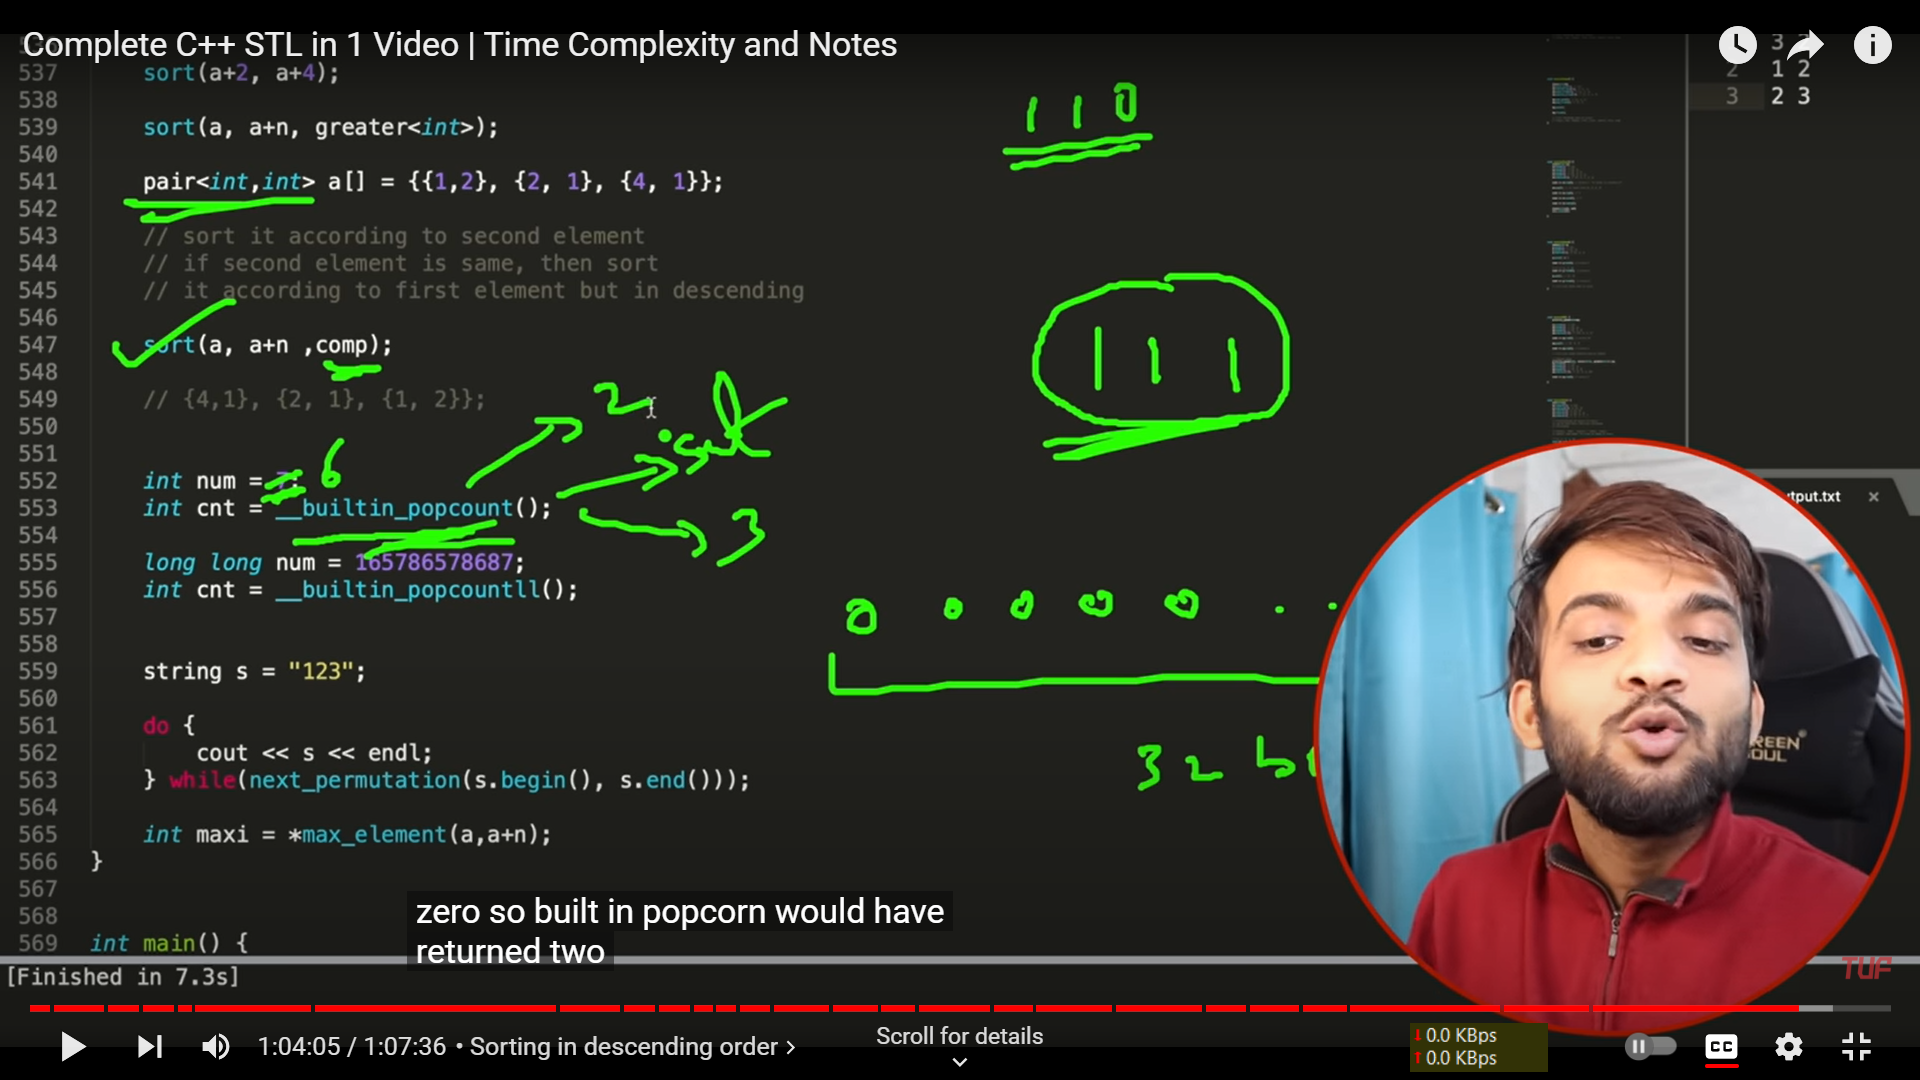 Complete C++ STL in 1 Video | Time Complexity and Notes
537 sort(a+2, a+4);
538
539 sort(a, a+n, greater<int>);
540
541 pair<int,int> a[] = {{1,2}, {2, 1}, {4, 1}};
542
543 // sort it according to second element
544 // if second element is same, then sort
545 // it according to first element but in descending
546
547 sort(a, a+n ,comp);
548
549 // {4,1}, {2, 1}, {1, 2}};
550
551
552 int num = 7; 6
553 int cnt = __builtin_popcount();
554
555 long long num = 165786578687;
556 int cnt = __builtin_popcountll();
557
558
559 string s = "123";
560
561 do {
562 cout << s << endl;
563 } while(next_permutation(s.begin(), s.end()));
564
565 int maxi = *max_element(a,a+n);
566 }
567
568
569 int main() {
1 1 0
1 1 1
2
3
0 0 0 0 0 . .
32
3
2 1 2
3 2 3
tput.txt
REEN
OUL
zero so built in popcorn would have
returned two
[Finished in 7.3s]
TUF
1:04:05 / 1:07:36 • Sorting in descending order
Scroll for details
0.0 KBps
0.0 KBps
CC